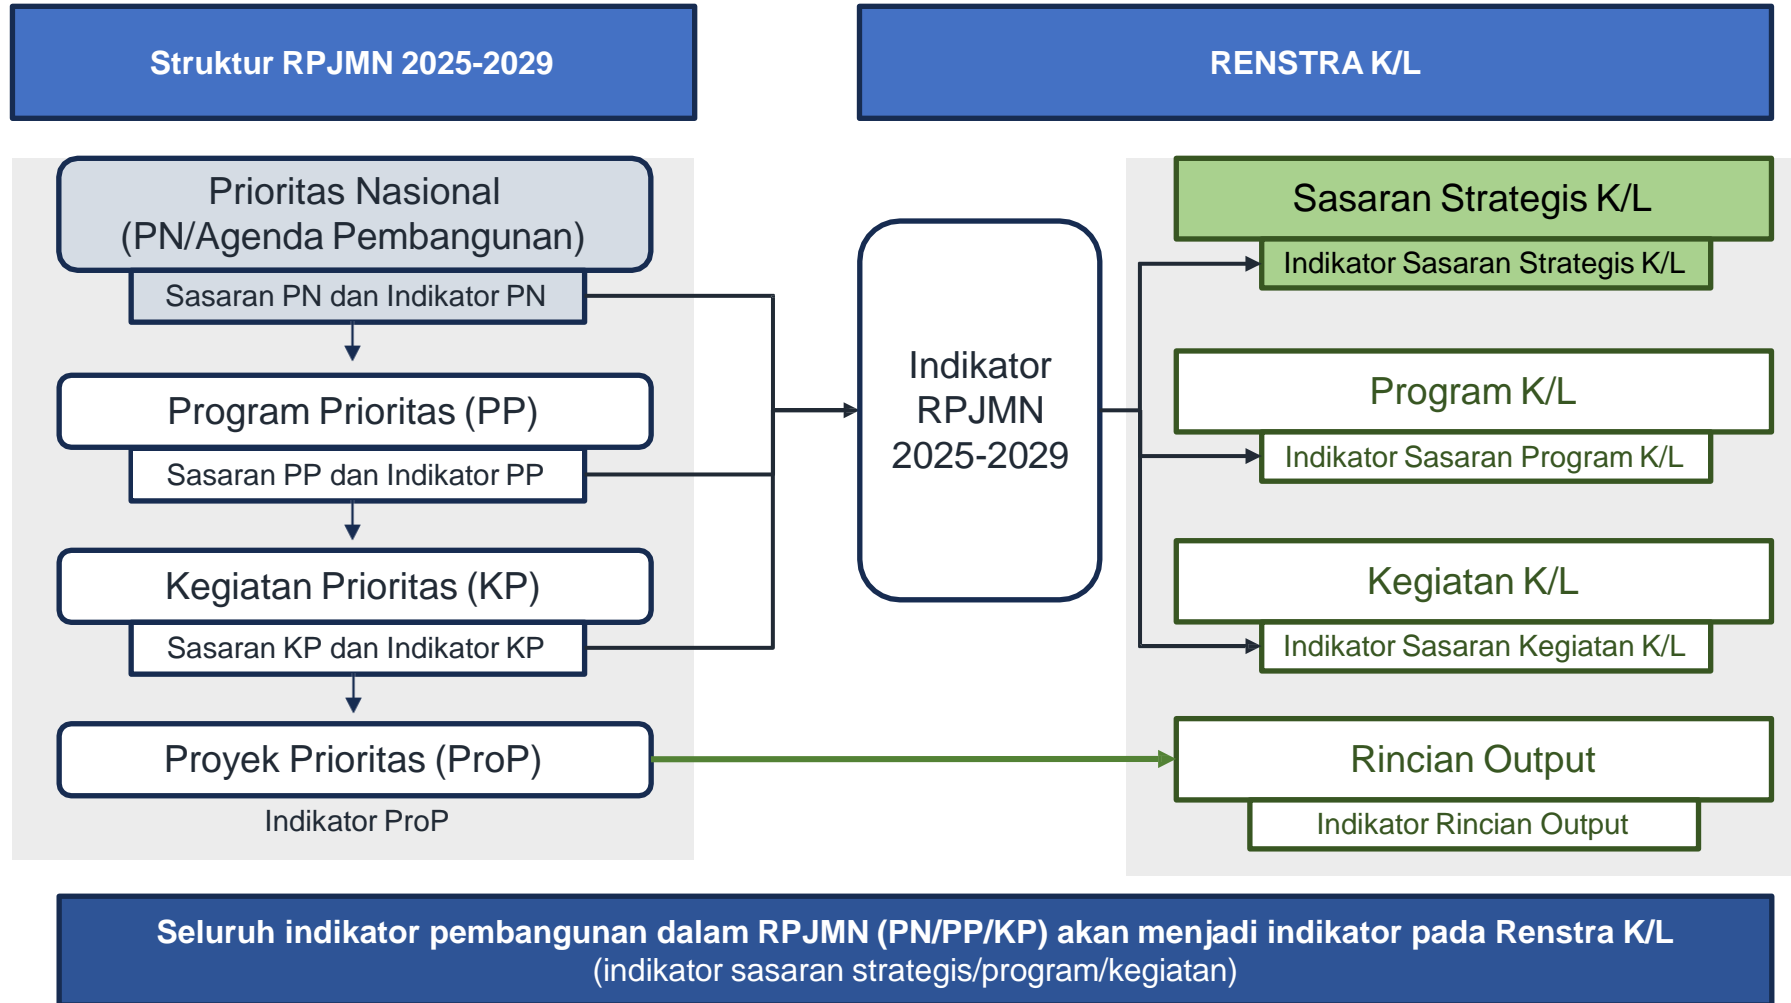 Struktur RPJMN 2025-2029
RENSTRA K/L
Prioritas Nasional
(PN/Agenda Pembangunan)
Sasaran PN dan Indikator PN
Program Prioritas (PP)
Sasaran PP dan Indikator PP
Kegiatan Prioritas (KP)
Sasaran KP dan Indikator KP
Proyek Prioritas (ProP)
Indikator ProP
Indikator
RPJMN
2025-2029
Sasaran Strategis K/L
Indikator Sasaran Strategis K/L
Program K/L
Indikator Sasaran Program K/L
Kegiatan K/L
Indikator Sasaran Kegiatan K/L
Rincian Output
Indikator Rincian Output
Seluruh indikator pembangunan dalam RPJMN (PN/PP/KP) akan menjadi indikator pada Renstra K/L
(indikator sasaran strategis/program/kegiatan)